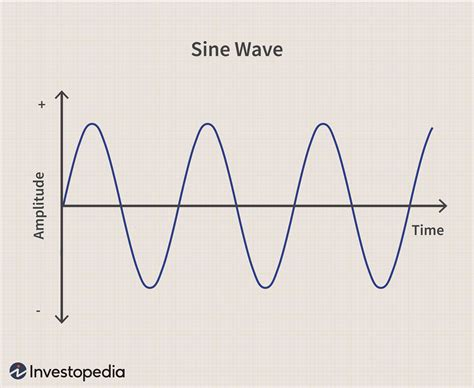 Sine Wave
+
Amplitude
Time
-
Investopedia